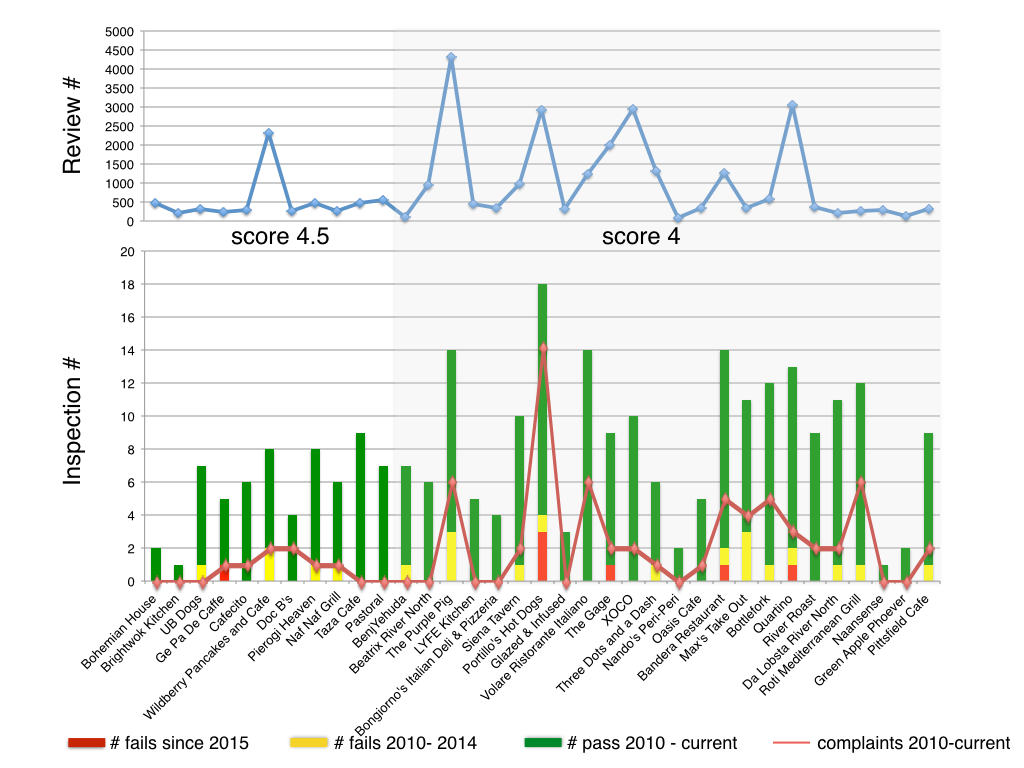 5000
4500
4000
3500
3000
2500
2000
1500
1000
500
0
Review #
score 4.5 score 4
20
18
16
14
12
10
8
6
4
2
0
Inspection #
Bohemian House
Brightwok Kitchen
UB Dogs
Ge Pa De Caffe
Cafecito
Wildberry Pancakes and Cafe
Doc B's
Pierogi Heaven
Naf Naf Grill
Taza Cafe
Pastoral
BenjYehuda
Beatrix River North
The Purple Pig
LYFE Kitchen
Bongiorno's Italian Deli & Pizzeria
Siena Tavern
Portillo's Hot Dogs
Glazed & Infused
Volare Ristorante Italiano
The Gage
XOCO
Three Dots and a Dash
Nando's Peri-Peri
Oasis Cafe
Bandera Restaurant
Max's Take Out
Bottlefork
Quartino
River Roast
Da Lobsta River North
Roti Mediterranean Grill
Naansense
Green Apple Phoever
Pittsfield Cafe
# fails since 2015 # fails 2010- 2014 # pass 2010 - current complaints 2010-current